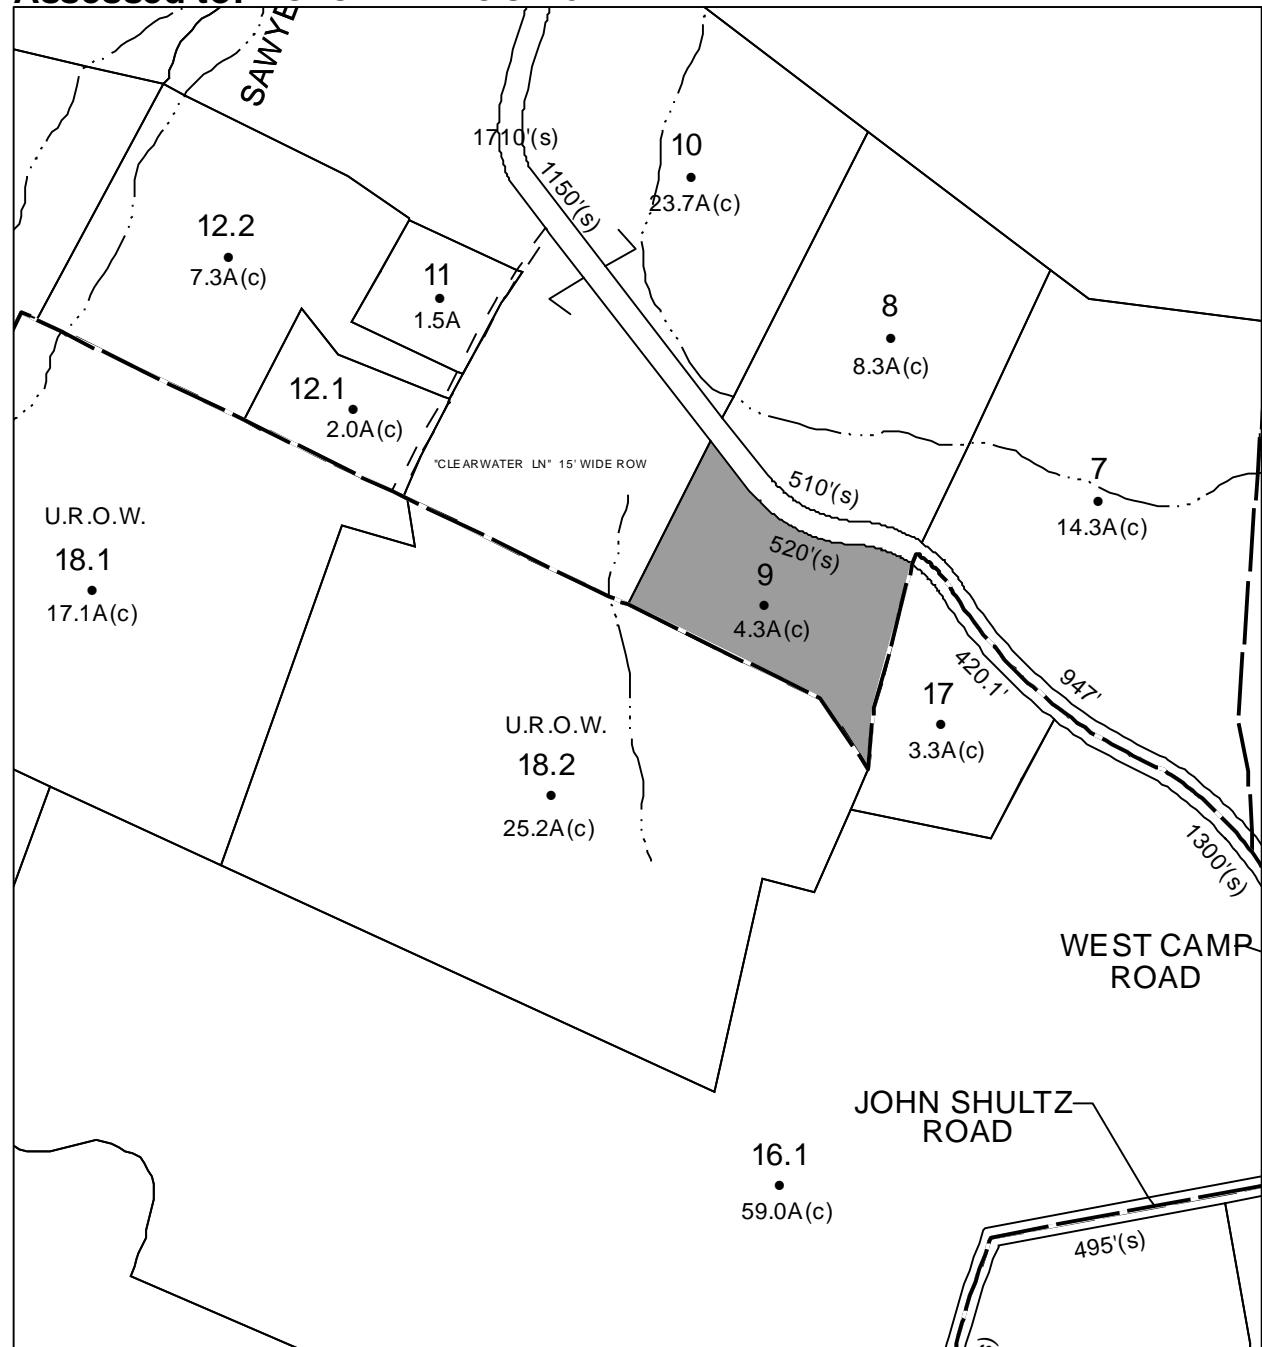 Assessed to:
SAWYE
1710'(s)
1150'(s)
10
23.7A(c)
12.2
7.3A(c)
11
1.5A
8
8.3A(c)
12.1
2.0A(c)
"CLEARWATER LN" 15' WIDE ROW
7
14.3A(c)
510'(s)
520'(s)
U.R.O.W.
18.1
17.1A(c)
9
4.3A(c)
420.1'
947'
17
3.3A(c)
U.R.O.W.
18.2
25.2A(c)
1300'(s)
WEST CAMP
ROAD
JOHN SHULTZ
ROAD
16.1
59.0A(c)
495'(s)